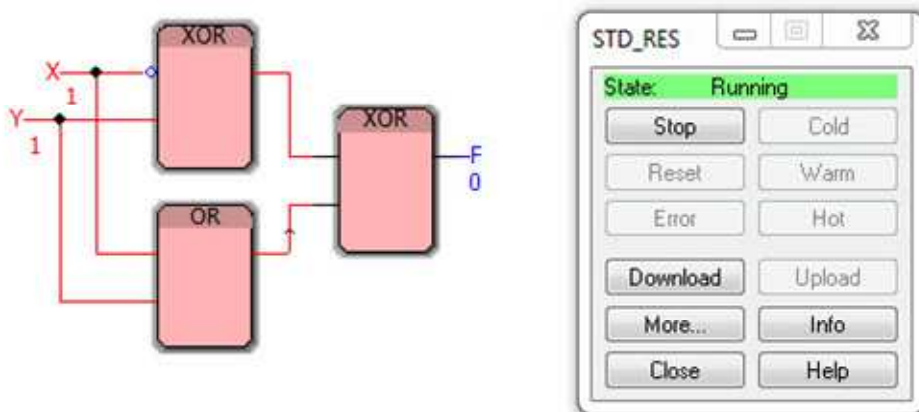 XOR
X
1
Y
1
XOR
F
0
OR
STD_RES
State: Running
Stop Cold
Reset Warm
Error Hot
Download Upload
More... Info
Close Help